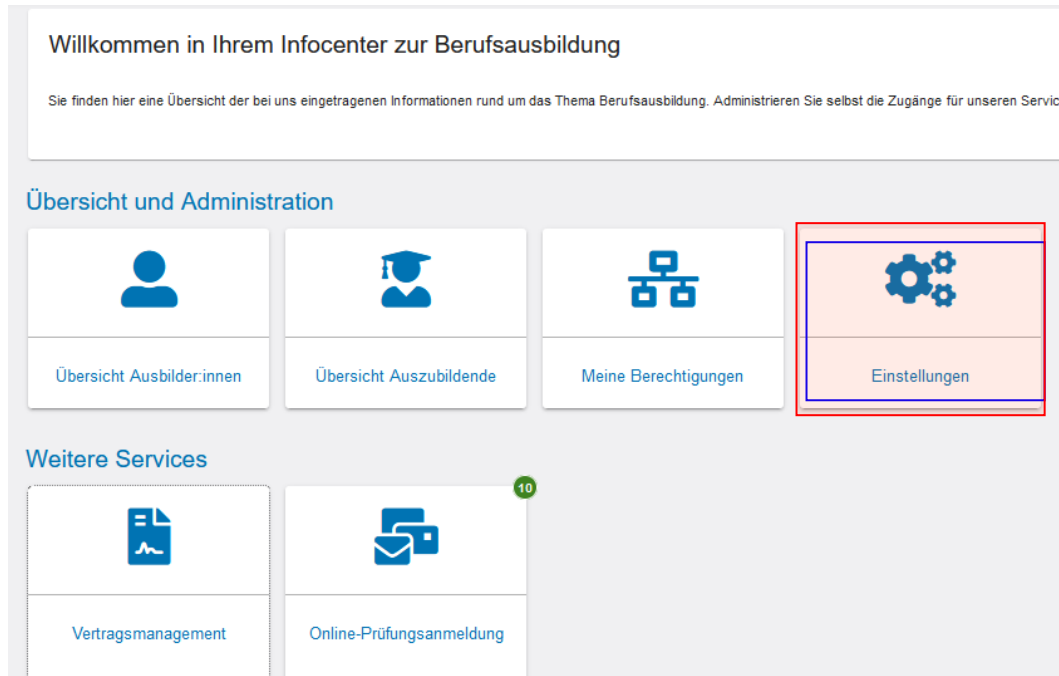 Willkommen in Ihrem Infocenter zur Berufsausbildung
Sie finden hier eine Übersicht der bei uns eingetragenen Informationen rund um das Thema Berufsausbildung. Administrieren Sie selbst die Zugänge für unseren Servic
Übersicht und Administration
Übersicht Ausbilder:innen
Übersicht Auszubildende
Meine Berechtigungen
Einstellungen
Weitere Services
10
Vertragsmanagement
Online-Prüfungsanmeldung